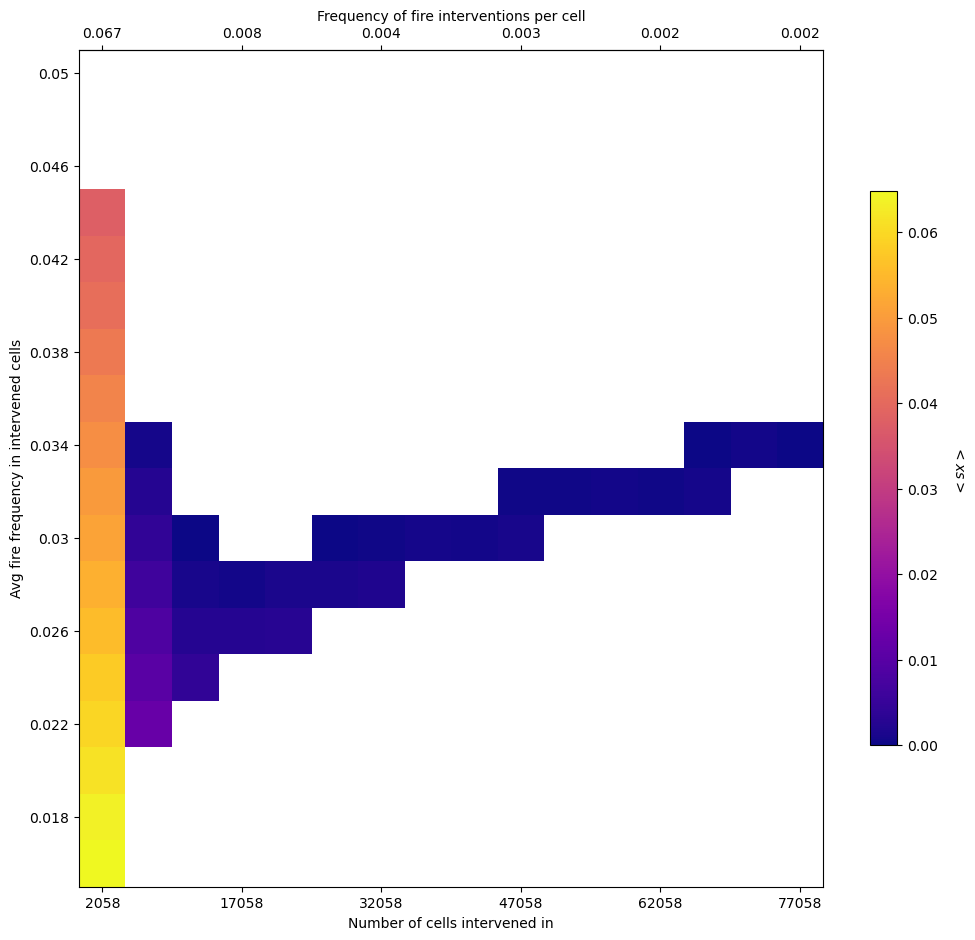 Frequency of fire interventions per cell
0.067 0.008 0.004 0.003 0.002 0.002
Avg fire frequency in intervened cells
0.05
0.046
0.042
0.038
0.034
0.03
0.026
0.022
0.018
2058 17058 32058 47058 62058 77058
Number of cells intervened in
0.06
0.05
0.04
0.03
0.02
0.01
0.00
< sx >